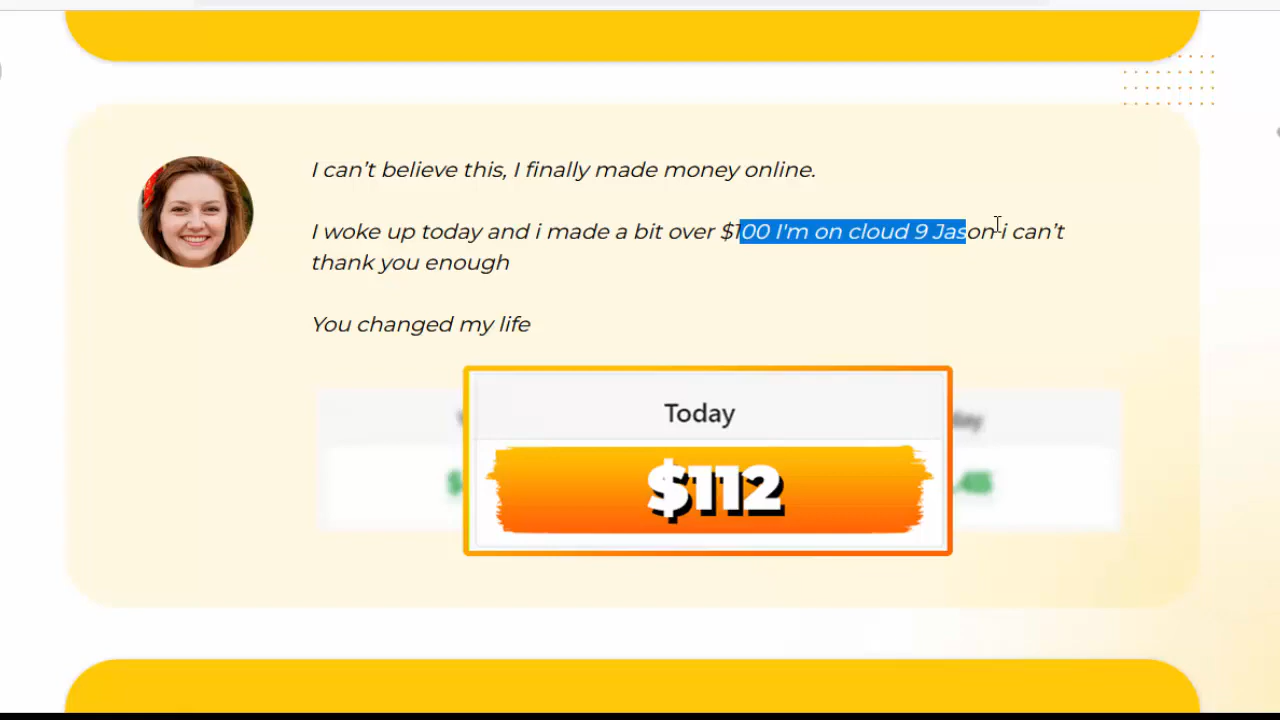 I can't believe this, I finally made money online.
I woke up today and i made a bit over $100 I'm on cloud 9 Jason i can't
thank you enough
You changed my life
Today
$112